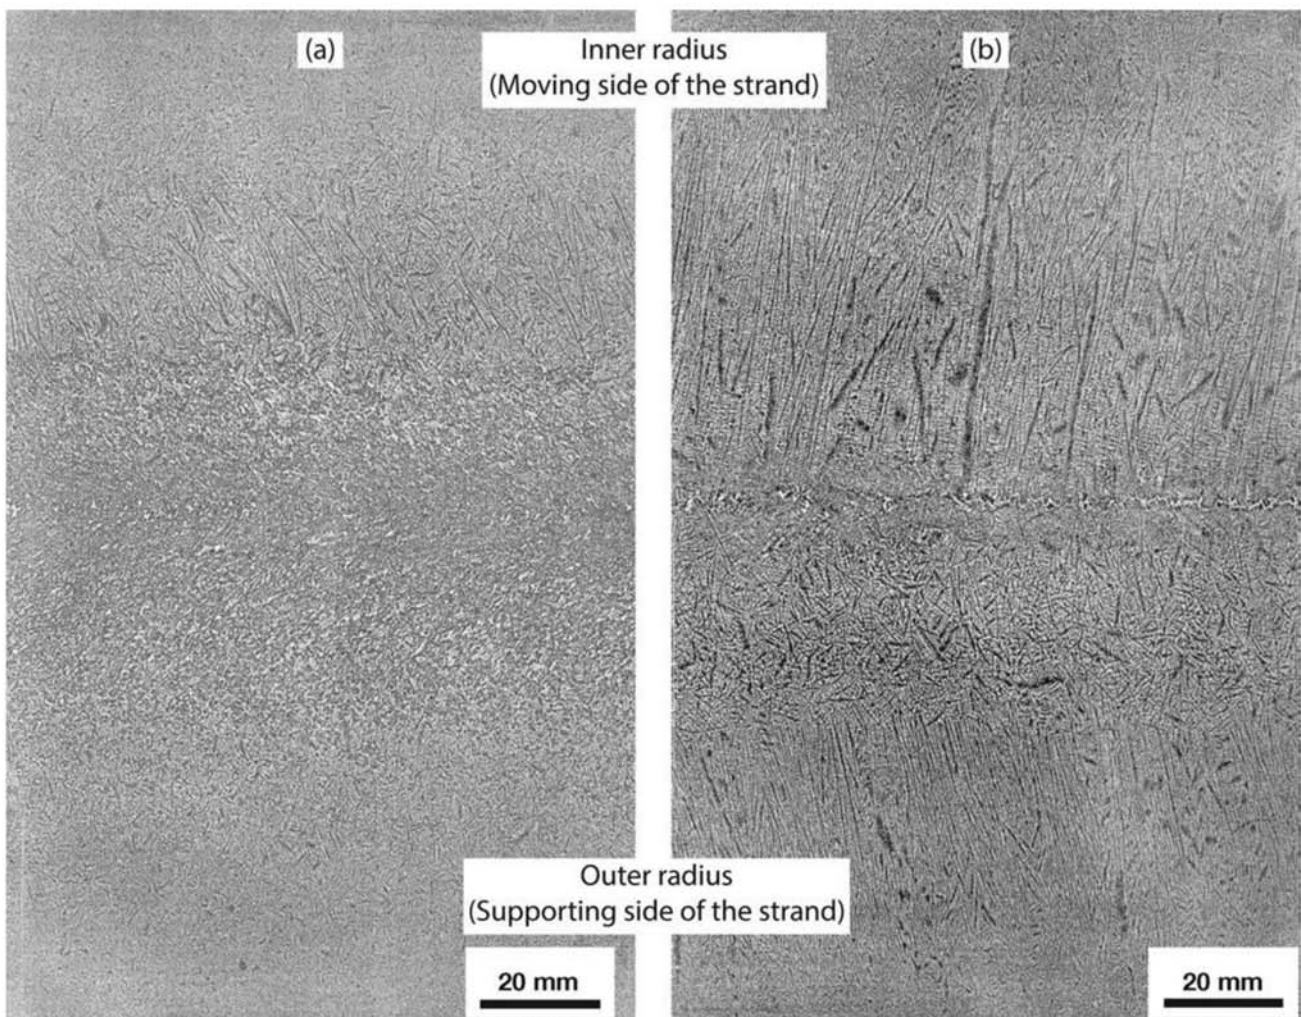 (a)
Inner radius
(Moving side of the strand)
(b)
Outer radius
(Supporting side of the strand)
20 mm
20 mm